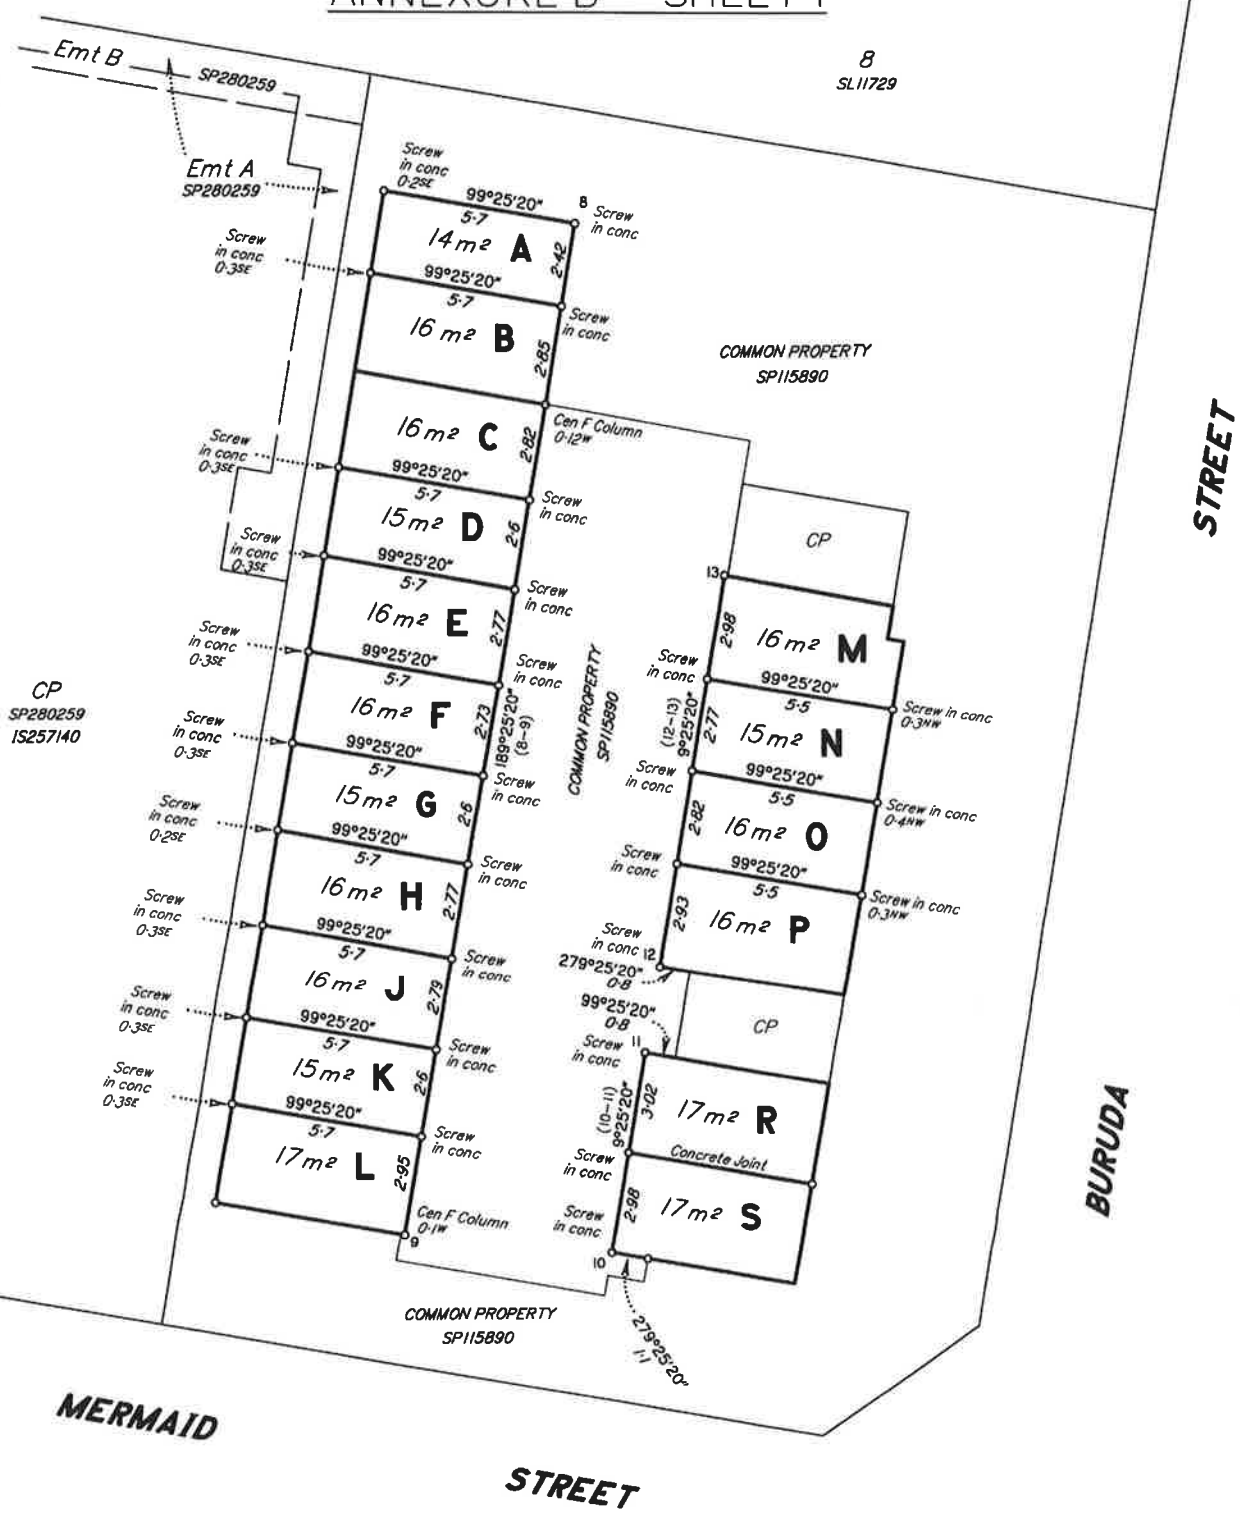 ANNEXURE B SHEET 1
8
SL11729
Emt B
SP280259
Emt A
SP280259
Screw
in conc
0·2SE
99°25'20"
5·7
8
Screw
in conc
14m² A
2·42
Screw
in conc
0·3SE
99°25'20"
5·7
Screw
in conc
16m² B
2·85
COMMON PROPERTY
SP115890
Cen F Column
0·12W
16m² C
2·82
Screw
in conc
0·3SE
99°25'20"
5·7
Screw
in conc
15m² D
2·6
Screw
in conc
0·3SE
99°25'20"
5·7
Screw
in conc
16m² E
2·77
Screw
in conc
0·3SE
99°25'20"
5·7
Screw
in conc
16m² F
2·73
189°25'20"
(8-9)
Screw
in conc
0·3SE
99°25'20"
5·7
Screw
in conc
15m² G
2·6
Screw
in conc
0·2SE
99°25'20"
5·7
Screw
in conc
16m² H
2·77
Screw
in conc
0·3SE
99°25'20"
5·7
Screw
in conc
16m² J
2·79
Screw
in conc
0·3SE
99°25'20"
5·7
Screw
in conc
15m² K
2·6
Screw
in conc
0·3SE
99°25'20"
5·7
Screw
in conc
17m² L
2·95
Cen F Column
0·1W
9
CP
SP280259
IS257140
COMMON PROPERTY
SP115890
CP
13
2·98
16m² M
Screw
in conc
99°25'20"
5·5
Screw in conc
0·3NW
(12-13)
9°25'20"
2·77
15m² N
Screw
in conc
99°25'20"
5·5
Screw in conc
0·4NW
2·82
16m² O
Screw
in conc
99°25'20"
5·5
Screw in conc
0·3NW
2·93
16m² P
Screw
in conc
12
279°25'20"
0·8
99°25'20"
0·8
CP
Screw
in conc
11
(10-11)
9°25'20"
3·02
17m² R
Screw
in conc
Concrete Joint
2·98
17m² S
Screw
in conc
10
279°25'20"
1·1
COMMON PROPERTY
SP115890
STREET
BURUDA
MERMAID
STREET